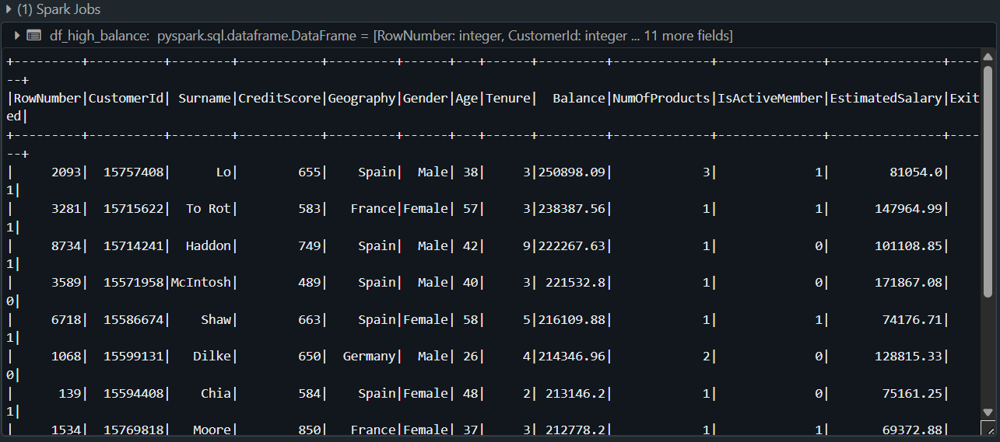 (1) Spark Jobs
df_high_balance: pyspark.sql.dataframe.DataFrame = [RowNumber: integer, CustomerId: integer ... 11 more fields]
+---------+----------+--------+-----------+---------+------+---+------+---------+-------------+--------------+---------------+----
--+
|RowNumber|CustomerId| Surname|CreditScore|Geography|Gender|Age|Tenure|  Balance|NumOfProducts|IsActiveMember|EstimatedSalary|Exit
ed|
+---------+----------+--------+-----------+---------+------+---+------+---------+-------------+--------------+---------------+----
--+
|     2093|  15757408|      Lo|        655|    Spain|  Male| 38|     3|250898.09|            3|             1|        81054.0|
1|
|     3281|  15715622|  To Rot|        583|   France|Female| 57|     3|238387.56|            1|             1|      147964.99|
1|
|     8734|  15714241|  Haddon|        749|    Spain|  Male| 42|     9|222267.63|            1|             0|      101108.85|
1|
|     3589|  15571958|McIntosh|        489|    Spain|  Male| 40|     3| 221532.8|            1|             0|      171867.08|
0|
|     6718|  15586674|    Shaw|        663|    Spain|Female| 58|     5|216109.88|            1|             1|       74176.71|
1|
|     1068|  15599131|   Dilke|        650|  Germany|  Male| 26|     4|214346.96|            2|             0|      128815.33|
0|
|      139|  15594408|    Chia|        584|    Spain|Female| 48|     2| 213146.2|            1|             0|       75161.25|
1|
|     1534|  15769818|   Moore|        850|   France|Female| 37|     3| 212778.2|            1|             1|       69372.88|